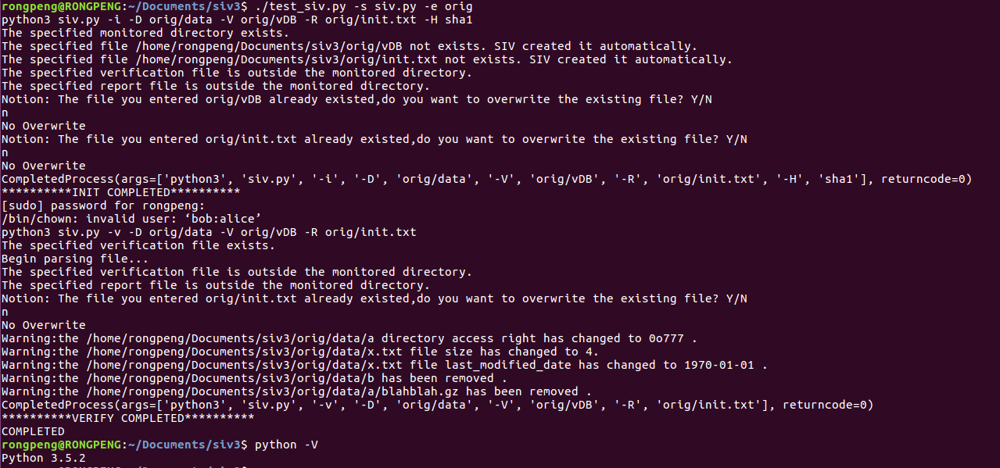 rongpeng@RONGPENG:~/Documents/siv3$ ./test_siv.py -s siv.py -e orig
python3 siv.py -i -D orig/data -V orig/vDB -R orig/init.txt -H sha1
The specified monitored directory exists.
The specified file /home/rongpeng/Documents/siv3/orig/vDB not exists. SIV created it automatically.
The specified file /home/rongpeng/Documents/siv3/orig/init.txt not exists. SIV created it automatically.
The specified verification file is outside the monitored directory.
The specified report file is outside the monitored directory.
Notion: The file you entered orig/vDB already existed,do you want to overwrite the existing file? Y/N
n
No Overwrite
Notion: The file you entered orig/init.txt already existed,do you want to overwrite the existing file? Y/N
n
No Overwrite
CompletedProcess(args=['python3', 'siv.py', '-i', '-D', 'orig/data', '-V', 'orig/vDB', '-R', 'orig/init.txt', '-H', 'sha1'], returncode=0)
**********INIT COMPLETED**********
[sudo] password for rongpeng:
/bin/chown: invalid user: ‘bob:alice’
python3 siv.py -v -D orig/data -V orig/vDB -R orig/init.txt
The specified verification file exists.
Begin parsing file...
The specified verification file is outside the monitored directory.
The specified report file is outside the monitored directory.
Notion: The file you entered orig/init.txt already existed,do you want to overwrite the existing file? Y/N
n
No Overwrite
Warning:the /home/rongpeng/Documents/siv3/orig/data/a directory access right has changed to 0o777 .
Warning:the /home/rongpeng/Documents/siv3/orig/data/x.txt file size has changed to 4.
Warning:the /home/rongpeng/Documents/siv3/orig/data/x.txt file last_modified_date has changed to 1970-01-01 .
Warning:the /home/rongpeng/Documents/siv3/orig/data/b has been removed .
Warning:the /home/rongpeng/Documents/siv3/orig/data/a/blahblah.gz has been removed .
CompletedProcess(args=['python3', 'siv.py', '-v', '-D', 'orig/data', '-V', 'orig/vDB', '-R', 'orig/init.txt'], returncode=0)
**********VERIFY COMPLETED**********
COMPLETED
rongpeng@RONGPENG:~/Documents/siv3$ python -V
Python 3.5.2